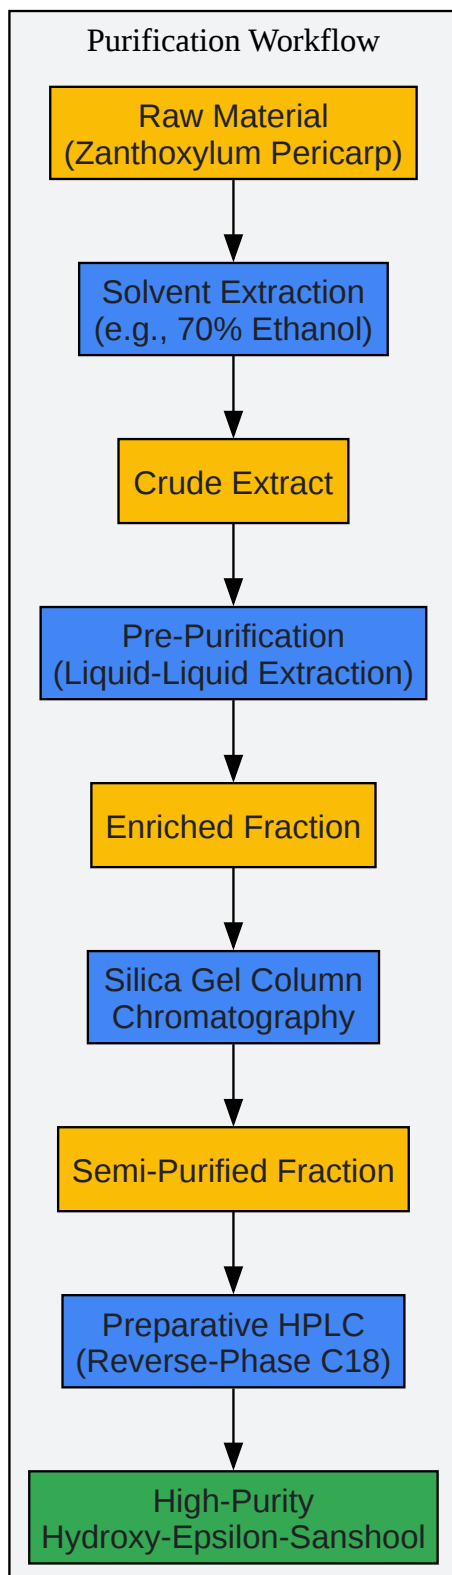 Purification Workflow
Raw Material
(Zanthoxylum Pericarp)
Solvent Extraction
(e.g., 70% Ethanol)
Crude Extract
Pre-Purification
(Liquid-Liquid Extraction)
Enriched Fraction
Silica Gel Column
Chromatography
Semi-Purified Fraction
Preparative HPLC
(Reverse-Phase C18)
High-Purity
Hydroxy-Epsilon-Sanshool